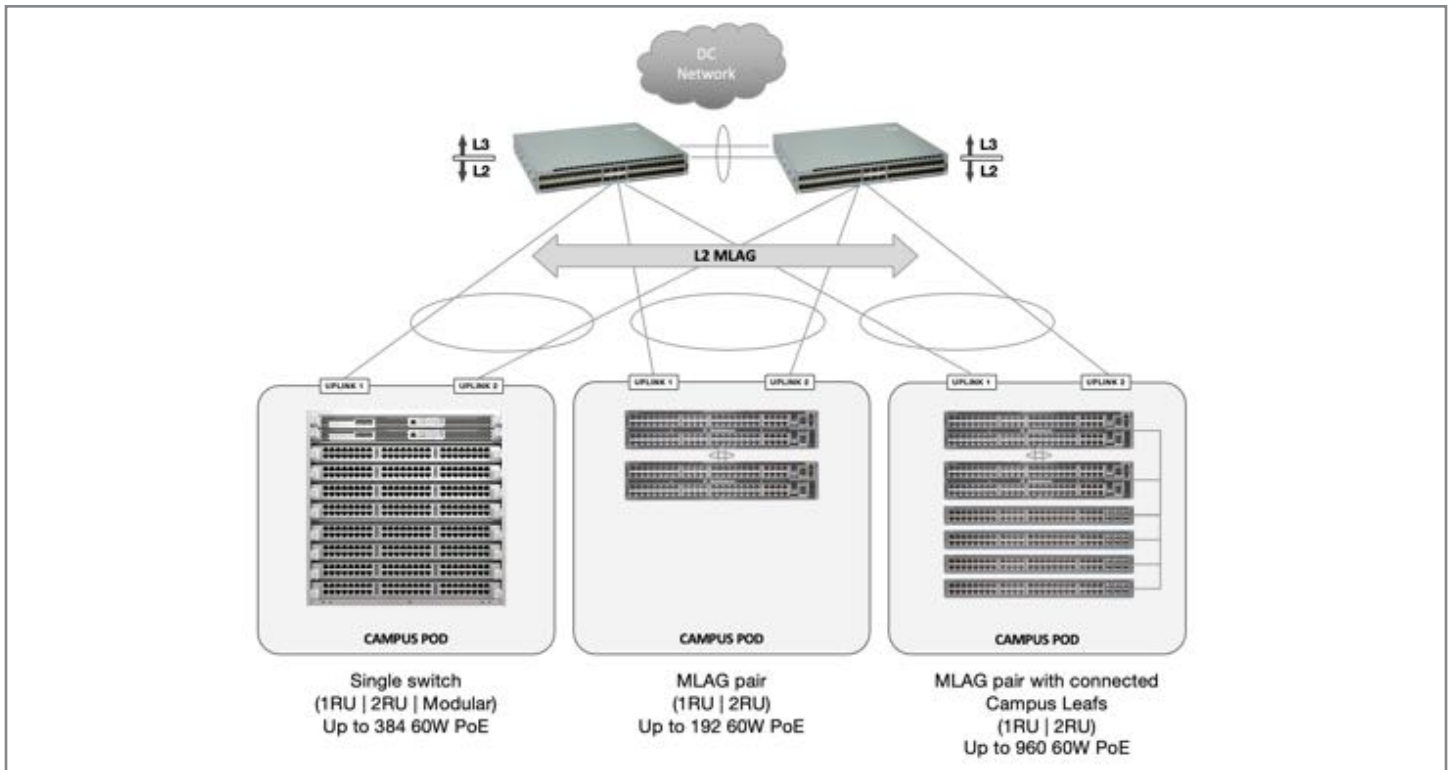 DC
Network
L3
L2
L3
L2
L2 MLAG
UPLINK 1
UPLINK 2
UPLINK 1
UPLINK 2
UPLINK 1
UPLINK 2
CAMPUS POD
CAMPUS POD
CAMPUS POD
Single switch
(1RU | 2RU | Modular)
Up to 384 60W PoE
MLAG pair
(1RU | 2RU)
Up to 192 60W PoE
MLAG pair with connected
Campus Leafs
(1RU | 2RU)
Up to 960 60W PoE